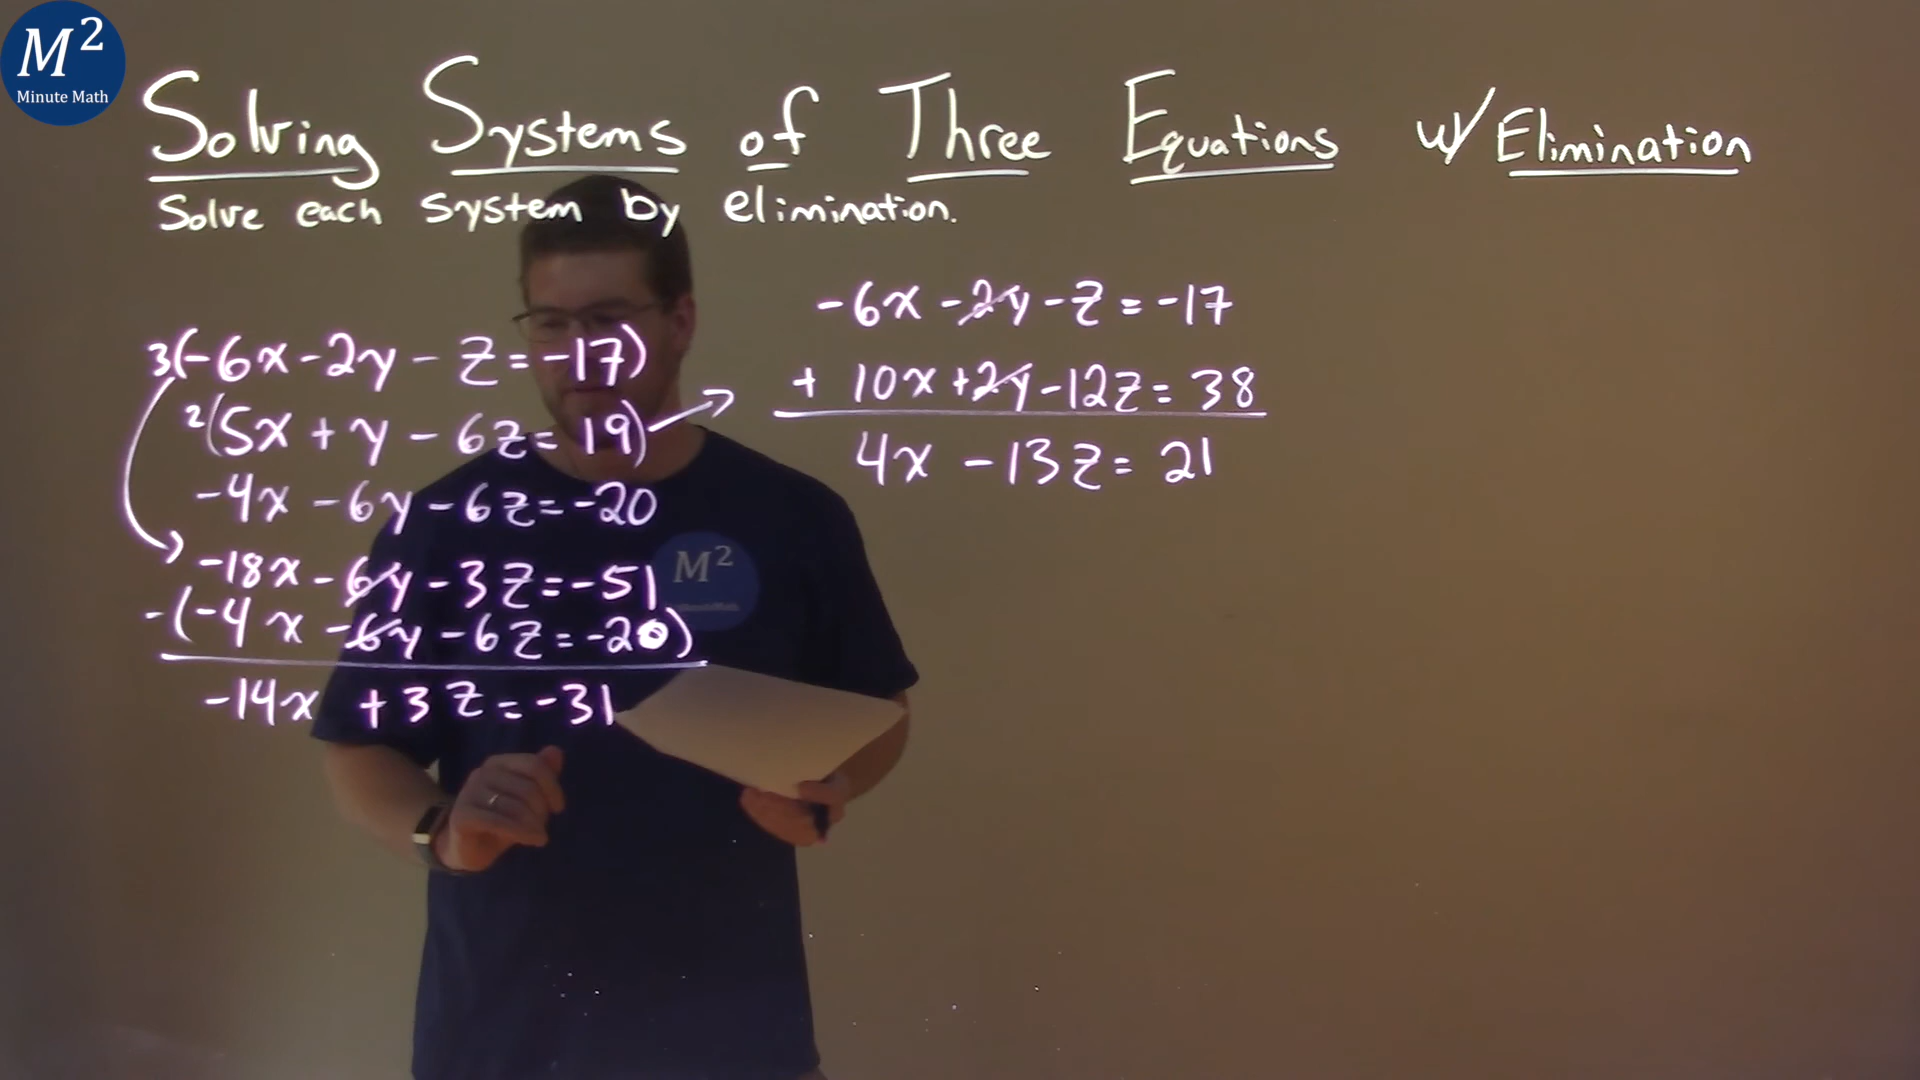 M²
Minute Math
Solving Systems of Three Equations w/ Elimination
Solve each system by elimination.
3(-6x-2y-z=-17)
2(5x+y-6z=19)
-4x-6y-6z=-20
-18x-6y-3z=-51
-(-4x-6y-6z=-20)
-14x+3z=-31
-6x-2y-z=-17
+ 10x+2y-12z=38
4x-13z=21
M²